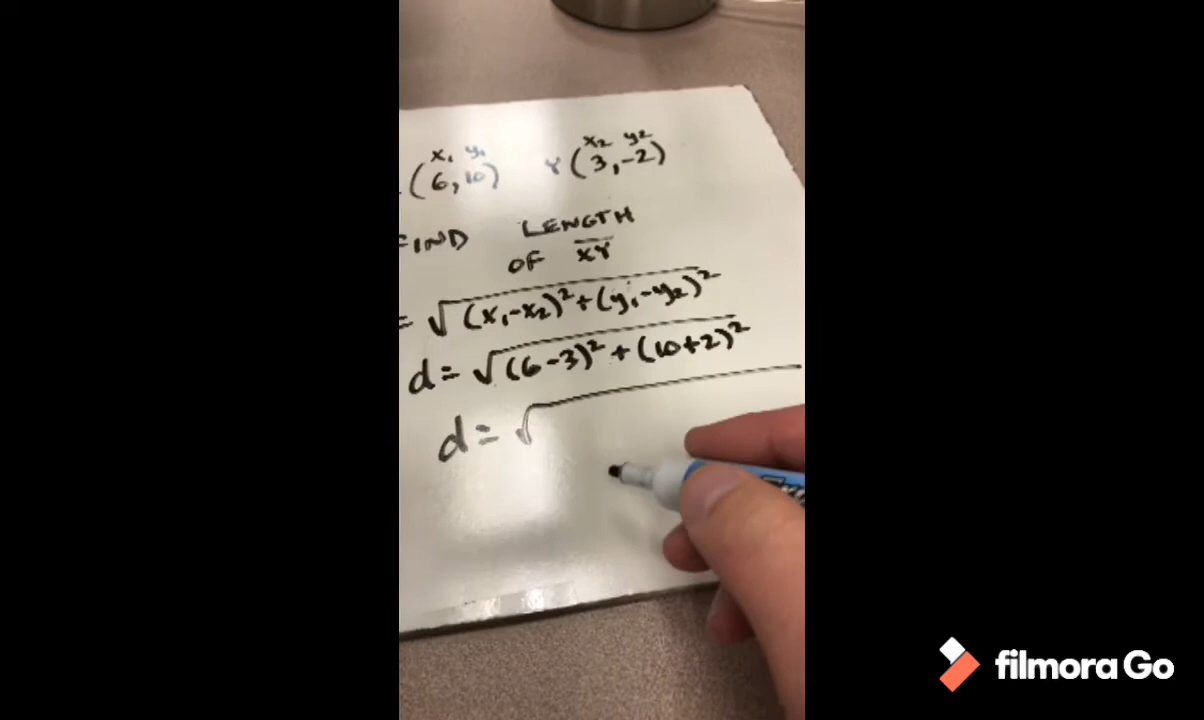 x₁ y₁ x₂ y₂
(6, 10) Y (3, -2)
FIND LENGTH
OF XY
= √(x₁-x₂)²+(y₁-y₂)²
d = √(6-3)² + (10+2)²
d = √
filmora Go